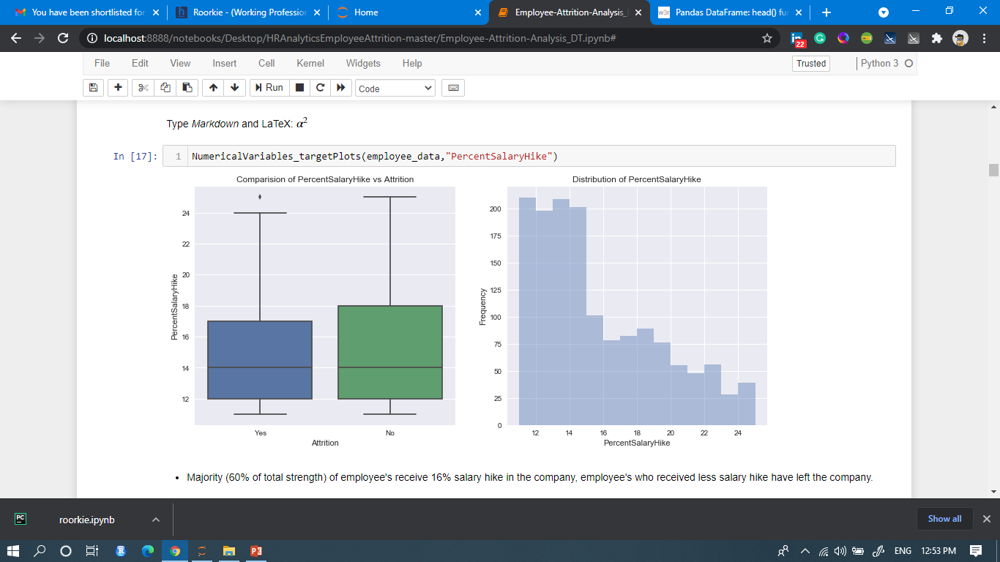 You have been shortlisted for
Roorkie - (Working Profession
Home
Employee-Attrition-Analysis_
Pandas DataFrame: head() fu
localhost:8888/notebooks/Desktop/HRAnalyticsEmployeeAttrition-master/Employee-Attrition-Analysis_DT.ipynb#
22
File Edit View Insert Cell Kernel Widgets Help Trusted Python 3
Run Code
Type Markdown and LaTeX: α²
In [17]: 1 NumericalVariables_targetPlots(employee_data,"PercentSalaryHike")
Comparision of PercentSalaryHike vs Attrition
24
22
20
18
16
14
12
PercentSalaryHike
Yes No
Attrition
Distribution of PercentSalaryHike
200
175
150
125
100
75
50
25
0
Frequency
12 14 16 18 20 22 24
PercentSalaryHike
• Majority (60% of total strength) of employee's receive 16% salary hike in the company, employee's who received less salary hike have left the company.
PC
roorkie.ipynb
Show all
ENG 12:53 PM